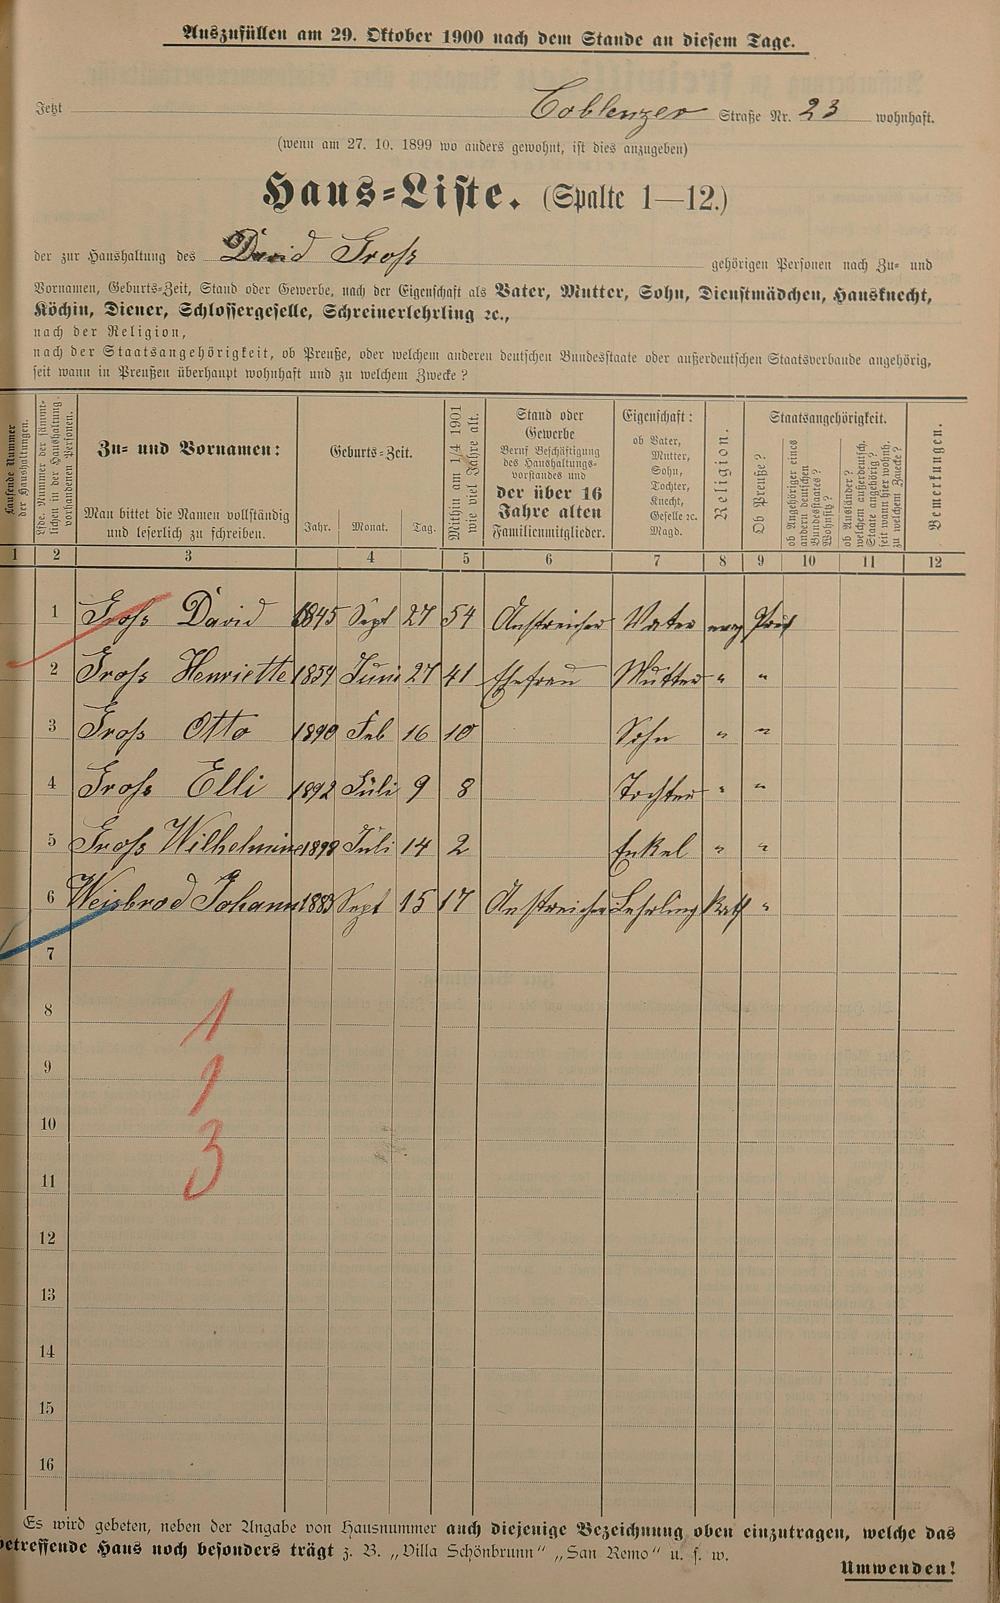 Auszufüllen am 29. Oktober 1900 nach dem Stande an diesem Tage.
Jetzt Coblenzer Straße Nr. 23 wohnhaft.
(wenn am 27. 10. 1899 wo anders gewohnt, ist dies anzugeben)
Haus-Liste. (Spalte 1—12.)
der zur Haushaltung des David Groß gehörigen Personen nach Zu- und
Vornamen, Geburts-Zeit, Stand oder Gewerbe, nach der Eigenschaft als Vater, Mutter, Sohn, Dienstmädchen, Hausknecht,
Köchin, Diener, Schlossergeselle, Schreinerlehrling ꝛc.,
nach der Religion,
nach der Staatsangehörigkeit, ob Preuße, oder welchem anderen deutschen Bundesstaate oder außerdeutschen Staatsverbande angehörig,
seit wann in Preußen überhaupt wohnhaft und zu welchem Zwecke?
Laufende Nummer der Haushaltungen.
Lfde. Nummer der sämmtlichen in der Haushaltung vorhandenen Personen.
Zu- und Vornamen:
Man bittet die Namen vollständig
und leserlich zu schreiben.
Geburts-Zeit.
Jahr. Monat. Tag.
Mithin am 1/4 1901
wie viel Jahre alt.
Stand oder
Gewerbe
Beruf Beschäftigung
des Haushaltungs-
vorstandes und
der über 16
Jahre alten
Familienmitglieder.
Eigenschaft:
ob Vater,
Mutter,
Sohn,
Tochter,
Knecht,
Geselle ꝛc.
Magd.
Religion.
Staatsangehörigkeit.
Ob Preuße?
ob Angehöriger eines
andern deutschen
Bundesstaates?
Wohnsitz?
ob Ausländer?
welchem außerdeutsch.
Staate angehörig?
seit wann hier wohnh.
zu welchem Zwecke?
Bemerkungen.
1 2 3 4 5 6 7 8 9 10 11 12
1 Groß David 1845 Sept 27 54 Anstreicher Vater evag Preuß
2 Groß Henriette 1859 Juni 27 41 Ehefrau Mutter " "
3 Groß Otto 1890 Feb 16 10 Sohn " "
4 Groß Elli 1892 Juli 9 8 Tochter " "
5 Groß Wilhelmine 1898 Juli 14 2 Enkel " "
6 Weisbrod Johann 1883 Sept 15 17 Anstreicher Lehrling Kath "
7
8
1
9
1
10
3
11
12
13
14
15
16
Es wird gebeten, neben der Angabe von Hausnummer auch diejenige Bezeichnung oben einzutragen, welche das
betreffende Haus noch besonders trägt z. B. „Villa Schönbrunn" „San Remo" u. s. w.
Umwenden!